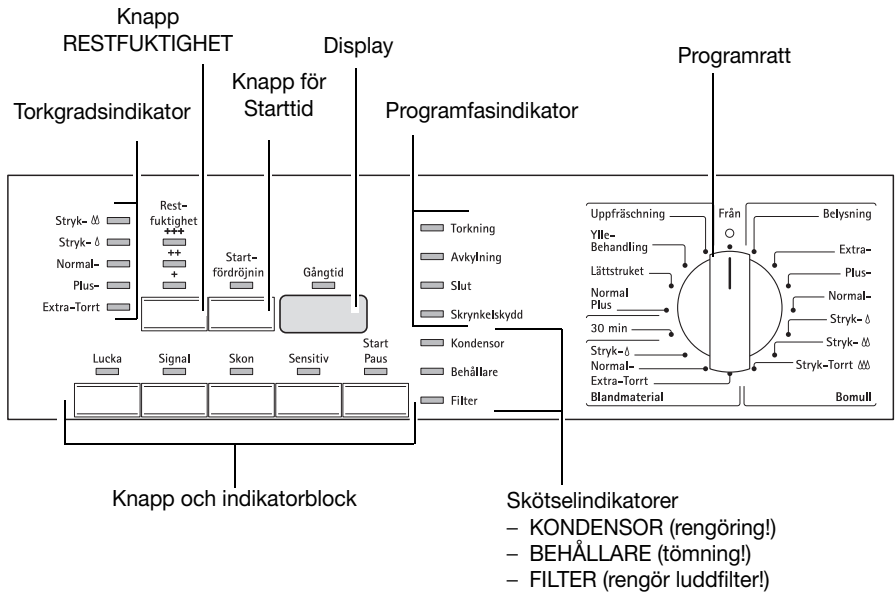 Knapp
RESTFUKTIGHET
Display
Programratt
Knapp för
Starttid
Torkgradsindikator
Programfasindikator
Stryk-
Stryk-
Normal-
Plus-
Extra-Torrt
Rest-
fuktighet
+++
++
+
Start-
fördröjnin
Gångtid
Torkning
Avkylning
Slut
Skrynkelskydd
Kondensor
Behållare
Filter
Lucka
Signal
Skon
Sensitiv
Start
Paus
Uppfräschning
Från
Belysning
Ylle-
Behandling
Extra-
Lättstruket
Plus-
Normal
Plus
Normal-
30 min
Stryk-
Stryk-
Stryk-
Normal-
Stryk-Torrt
Extra-Torrt
Blandmaterial
Bomull
Knapp och indikatorblock
Skötselindikatorer
– KONDENSOR (rengöring!)
– BEHÅLLARE (tömning!)
– FILTER (rengör luddfilter!)